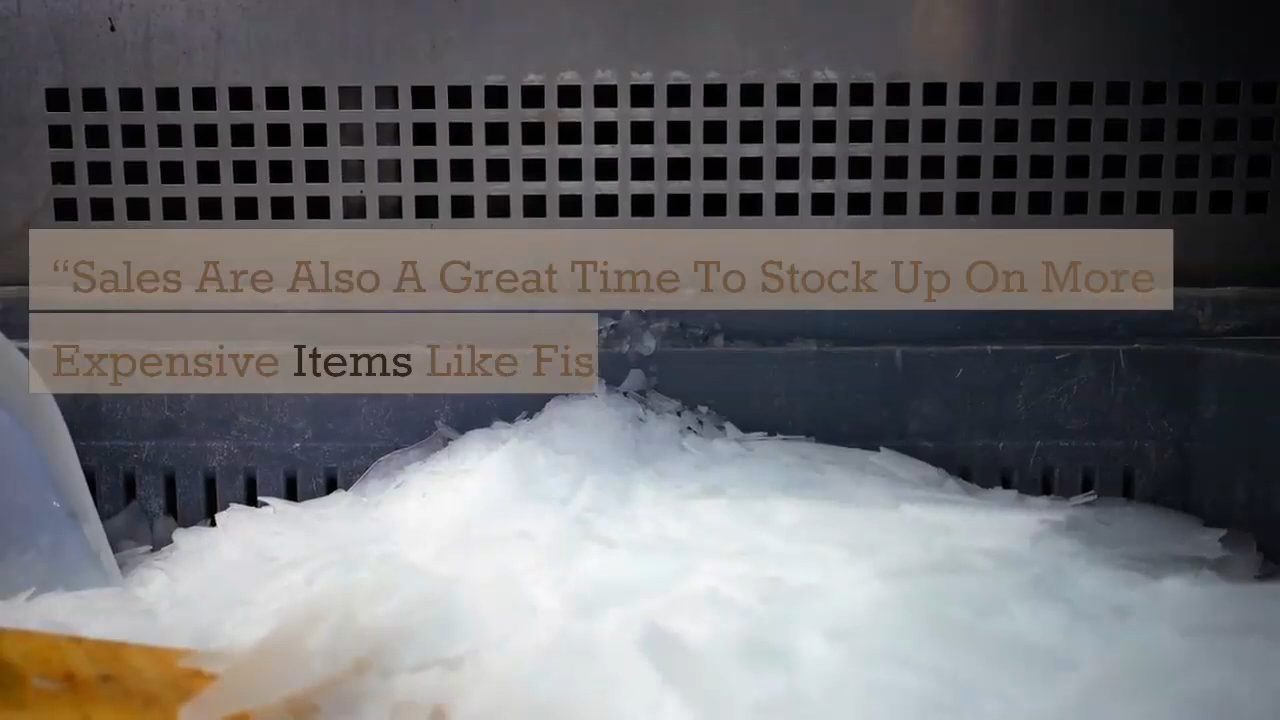 “Sales Are Also A Great Time To Stock Up On More
Expensive Items Like Fis